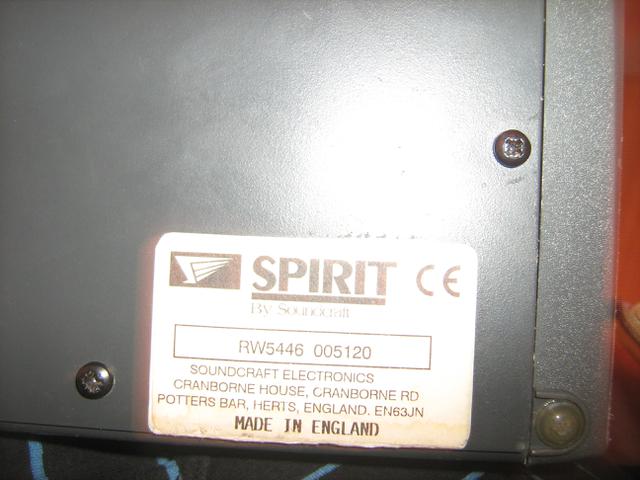 SPIRIT CE
By Soundcraft
RW5446 005120
SOUNDCRAFT ELECTRONICS
CRANBORNE HOUSE, CRANBORNE RD
POTTERS BAR, HERTS, ENGLAND. EN63JN
MADE IN ENGLAND